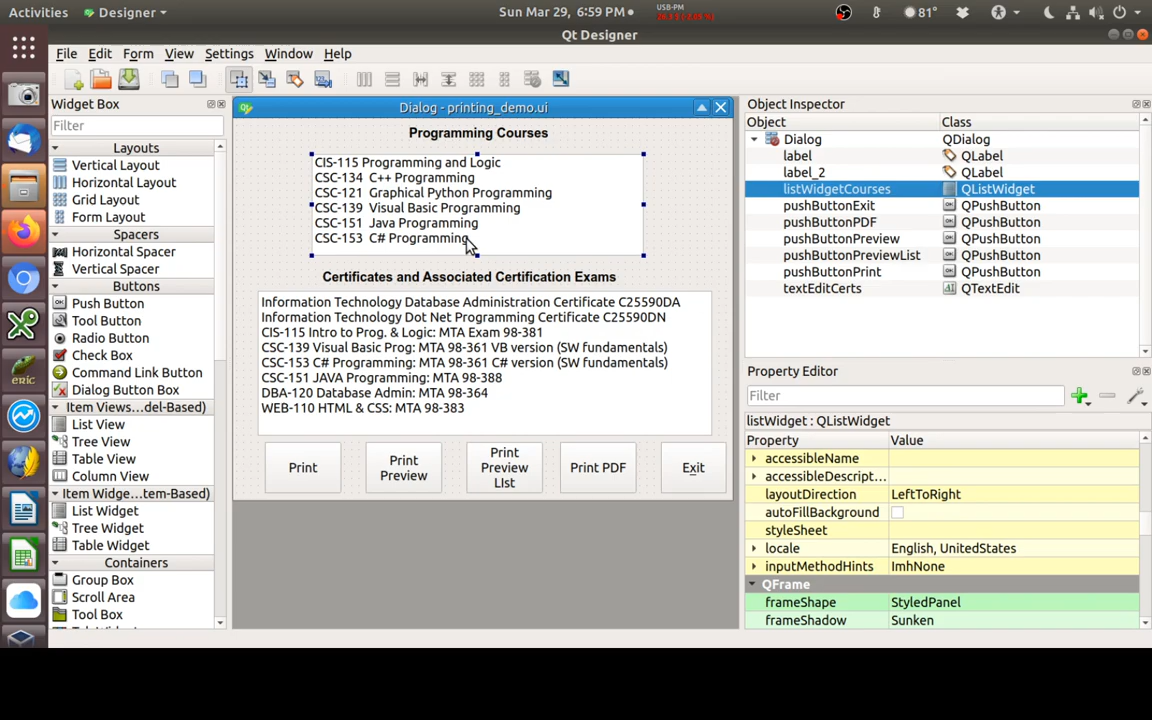 Activities
Designer
Sun Mar 29, 6:59 PM
USB-PM
81°
Qt Designer
File Edit Form View Settings Window Help
Widget Box
Filter
Layouts
Vertical Layout
Horizontal Layout
Grid Layout
Form Layout
Spacers
Horizontal Spacer
Vertical Spacer
Buttons
Push Button
Tool Button
Radio Button
Check Box
Command Link Button
Dialog Button Box
Item Views...del-Based)
List View
Tree View
Table View
Column View
Item Widge...tem-Based)
List Widget
Tree Widget
Table Widget
Containers
Group Box
Scroll Area
Tool Box
eric
Dialog - printing_demo.ui
Programming Courses
CIS-115 Programming and Logic
CSC-134 C++ Programming
CSC-121 Graphical Python Programming
CSC-139 Visual Basic Programming
CSC-151 Java Programming
CSC-153 C# Programming
Certificates and Associated Certification Exams
Information Technology Database Administration Certificate C25590DA
Information Technology Dot Net Programming Certificate C25590DN
CIS-115 Intro to Prog. & Logic: MTA Exam 98-381
CSC-139 Visual Basic Prog: MTA 98-361 VB version (SW fundamentals)
CSC-153 C# Programming: MTA 98-361 C# version (SW fundamentals)
CSC-151 JAVA Programming: MTA 98-388
DBA-120 Database Admin: MTA 98-364
WEB-110 HTML & CSS: MTA 98-383
Print
Print
Preview
Print
Preview
LIst
Print PDF
Exit
Object Inspector
Object Class
Dialog QDialog
label QLabel
label_2 QLabel
listWidgetCourses QListWidget
pushButtonExit QPushButton
pushButtonPDF QPushButton
pushButtonPreview QPushButton
pushButtonPreviewList QPushButton
pushButtonPrint QPushButton
textEditCerts QTextEdit
Property Editor
Filter
listWidget : QListWidget
Property Value
accessibleName
accessibleDescript...
layoutDirection LeftToRight
autoFillBackground
styleSheet
locale English, UnitedStates
inputMethodHints ImhNone
QFrame
frameShape StyledPanel
frameShadow Sunken